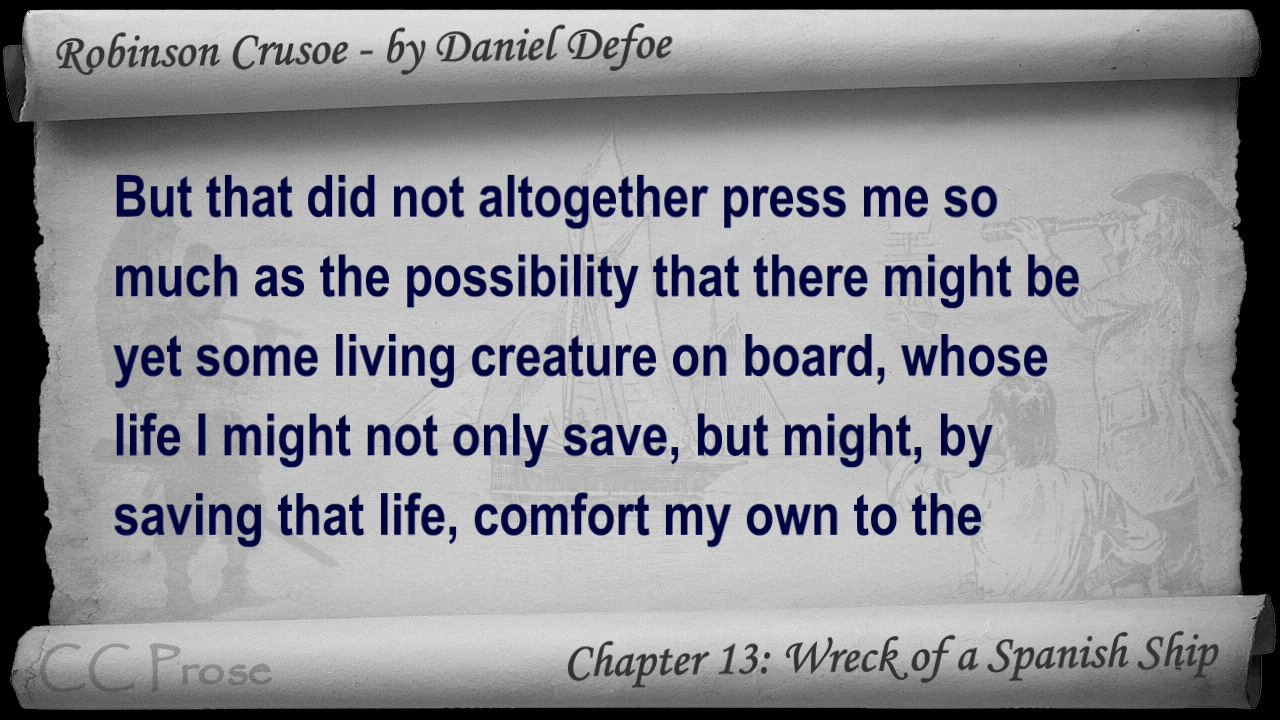 Robinson Crusoe - by Daniel Defoe
But that did not altogether press me so
much as the possibility that there might be
yet some living creature on board, whose
life I might not only save, but might, by
saving that life, comfort my own to the
CC Prose
Chapter 13: Wreck of a Spanish Ship